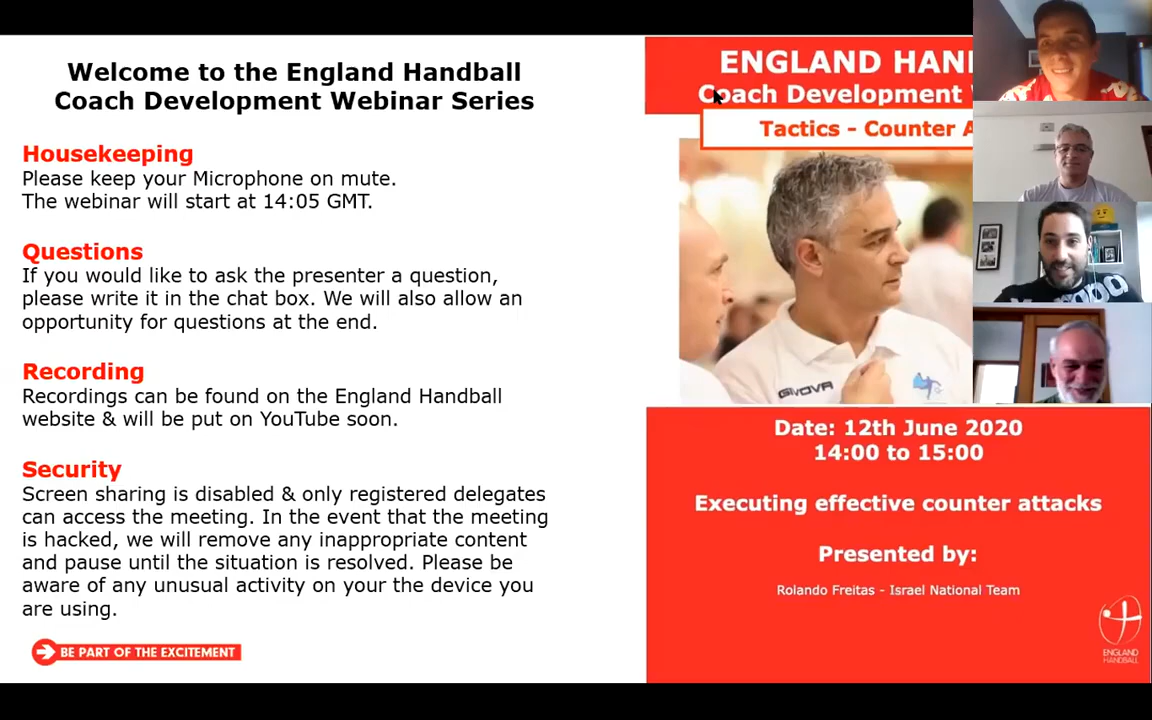 Welcome to the England Handball
Coach Development Webinar Series
Housekeeping
Please keep your Microphone on mute.
The webinar will start at 14:05 GMT.
Questions
If you would like to ask the presenter a question,
please write it in the chat box. We will also allow an
opportunity for questions at the end.
Recording
Recordings can be found on the England Handball
website & will be put on YouTube soon.
Security
Screen sharing is disabled & only registered delegates
can access the meeting. In the event that the meeting
is hacked, we will remove any inappropriate content
and pause until the situation is resolved. Please be
aware of any unusual activity on your the device you
are using.
BE PART OF THE EXCITEMENT
ENGLAND HAN
Coach Development
Tactics - Counter A
GIVOVA
Date: 12th June 2020
14:00 to 15:00
Executing effective counter attacks
Presented by:
Rolando Freitas - Israel National Team
ENGLAND
HANDBALL